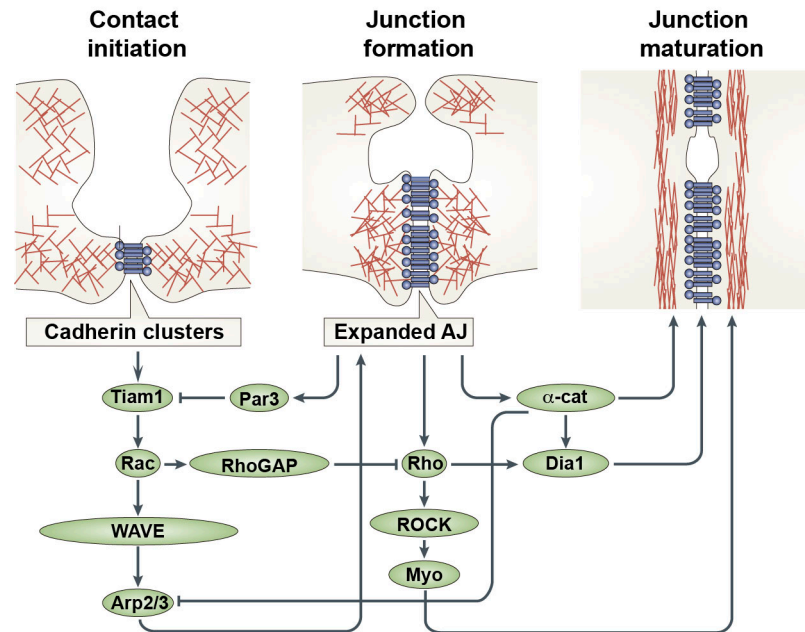 Contact
initiation
Junction
formation
Junction
maturation
Cadherin clusters
Expanded AJ
Tiam1
Par3
α-cat
Rac
RhoGAP
Rho
Dia1
WAVE
ROCK
Myo
Arp2/3